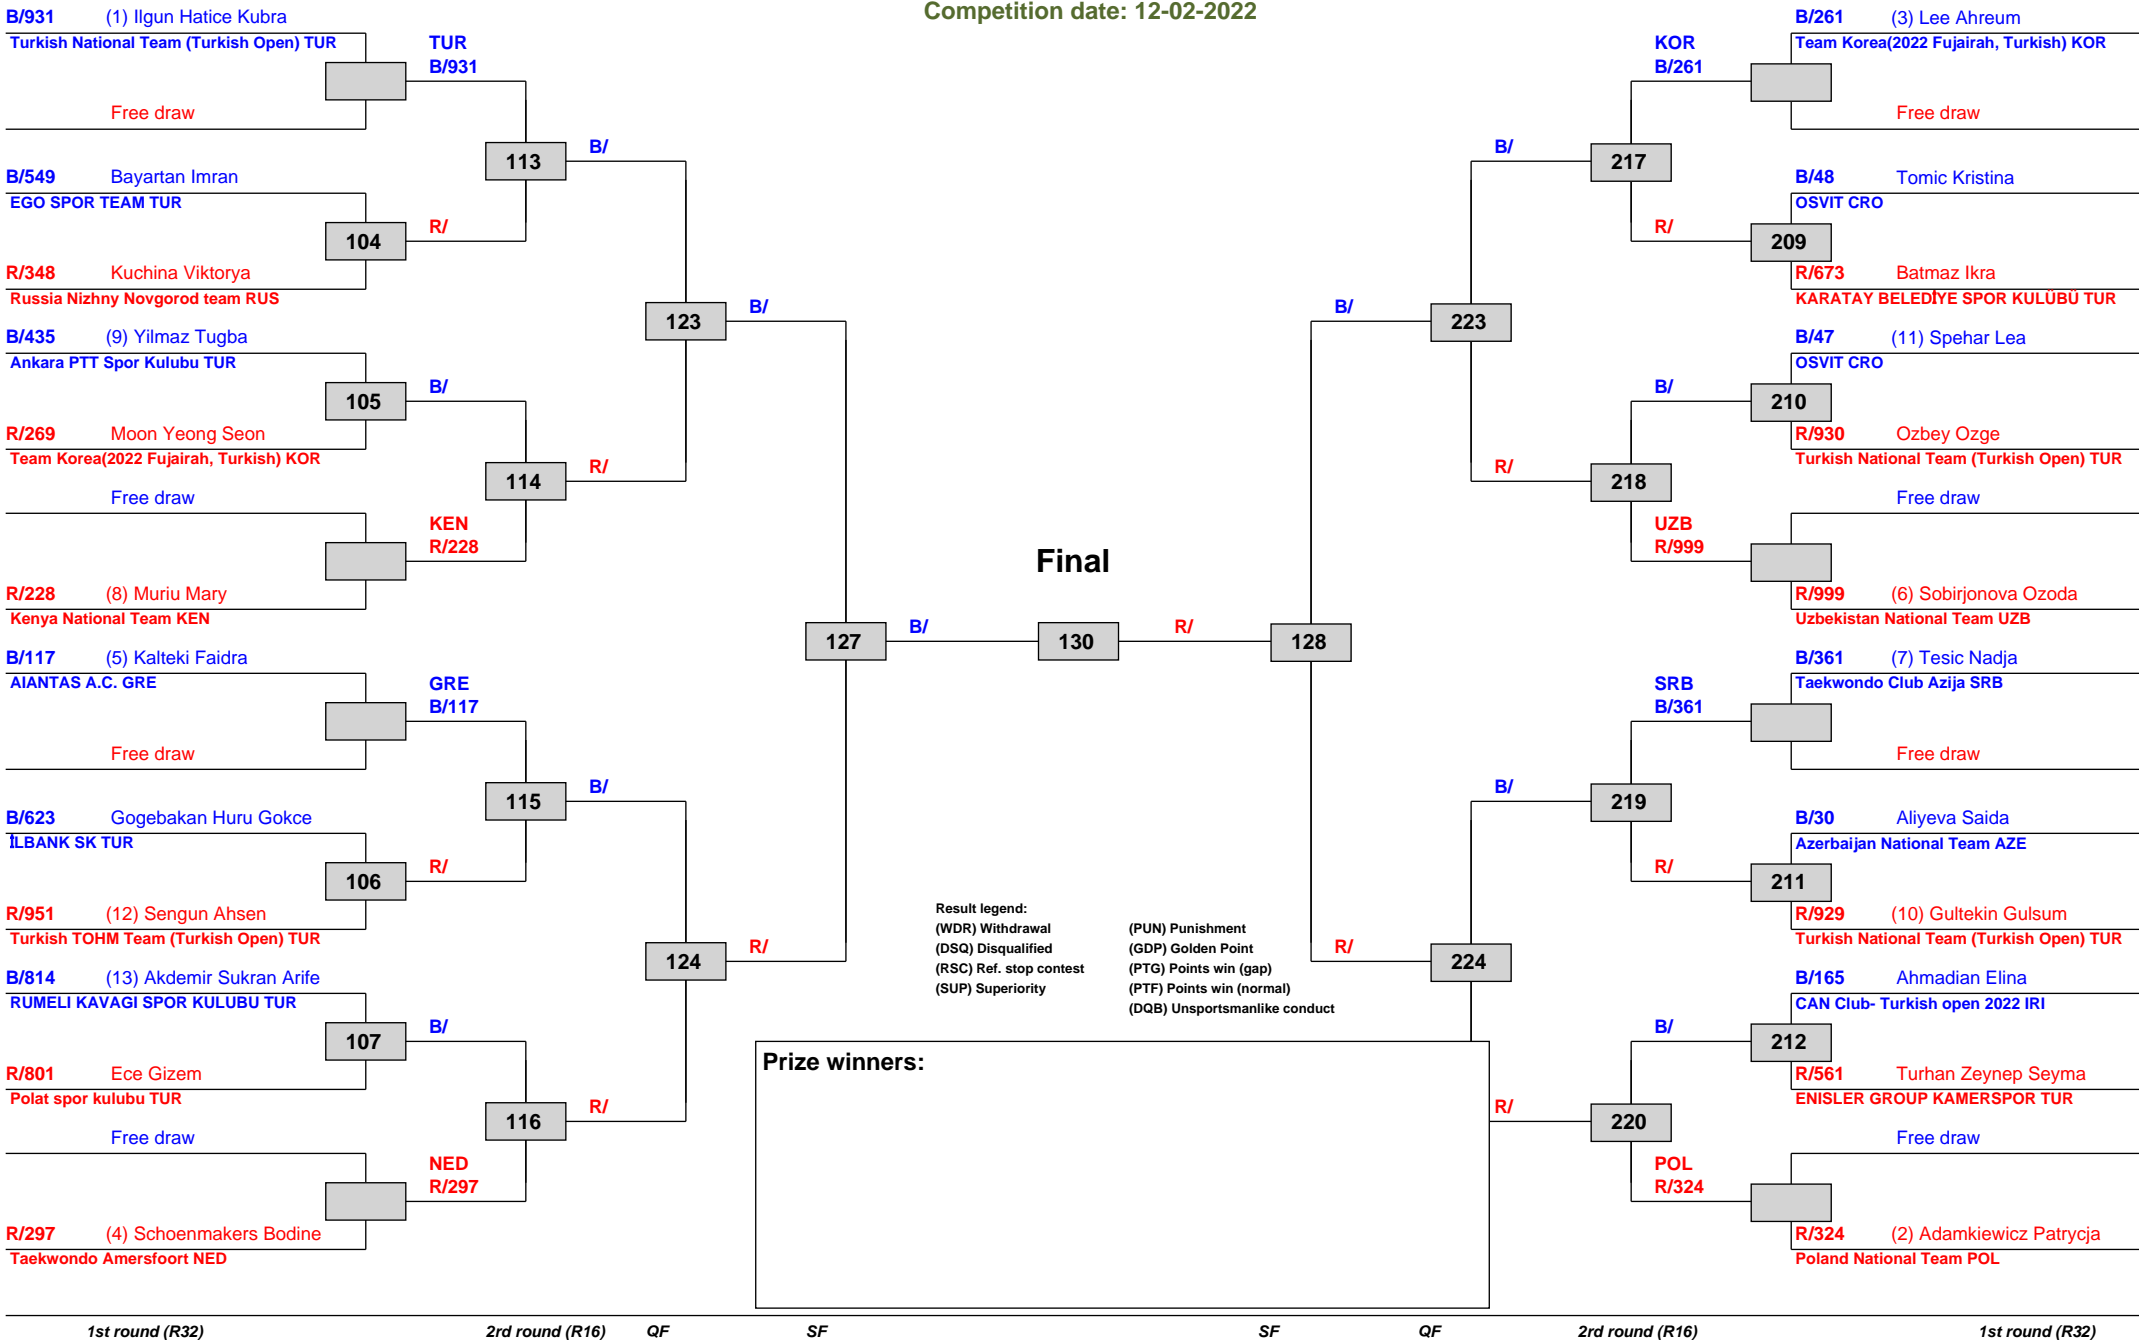 Competition date: 12-02-2022
B/931 (1) Ilgun Hatice Kubra
Turkish National Team (Turkish Open) TUR
TUR
B/931
Free draw
113
B/
B/549 Bayartan Imran
EGO SPOR TEAM TUR
104
R/
R/348 Kuchina Viktorya
Russia Nizhny Novgorod team RUS
123
B/
B/435 (9) Yilmaz Tugba
Ankara PTT Spor Kulubu TUR
105
B/
R/269 Moon Yeong Seon
Team Korea(2022 Fujairah, Turkish) KOR
114
R/
Free draw
KEN
R/228
R/228 (8) Muriu Mary
Kenya National Team KEN
127
B/
B/117 (5) Kalteki Faidra
AIANTAS A.C. GRE
GRE
B/117
Free draw
115
B/
B/623 Gogebakan Huru Gokce
İLBANK SK TUR
106
R/
R/951 (12) Sengun Ahsen
Turkish TOHM Team (Turkish Open) TUR
124
R/
B/814 (13) Akdemir Sukran Arife
RUMELI KAVAGI SPOR KULUBU TUR
107
B/
R/801 Ece Gizem
Polat spor kulubu TUR
116
R/
Free draw
NED
R/297
R/297 (4) Schoenmakers Bodine
Taekwondo Amersfoort NED
Final
130
R/
128
Result legend:
(WDR) Withdrawal (PUN) Punishment
(DSQ) Disqualified (GDP) Golden Point
(RSC) Ref. stop contest (PTG) Points win (gap)
(SUP) Superiority (PTF) Points win (normal)
(DQB) Unsportsmanlike conduct
Prize winners:
B/261 (3) Lee Ahreum
Team Korea(2022 Fujairah, Turkish) KOR
KOR
B/261
Free draw
B/
217
B/48 Tomic Kristina
OSVIT CRO
R/
209
R/673 Batmaz Ikra
KARATAY BELEDİYE SPOR KULÜBÜ TUR
B/
223
B/47 (11) Spehar Lea
OSVIT CRO
B/
210
R/930 Ozbey Ozge
Turkish National Team (Turkish Open) TUR
R/
218
Free draw
UZB
R/999
R/999 (6) Sobirjonova Ozoda
Uzbekistan National Team UZB
B/361 (7) Tesic Nadja
Taekwondo Club Azija SRB
SRB
B/361
Free draw
B/
219
B/30 Aliyeva Saida
Azerbaijan National Team AZE
R/
211
R/929 (10) Gultekin Gulsum
Turkish National Team (Turkish Open) TUR
R/
224
B/165 Ahmadian Elina
CAN Club- Turkish open 2022 IRI
B/
212
R/561 Turhan Zeynep Seyma
ENISLER GROUP KAMERSPOR TUR
R/
220
Free draw
POL
R/324
R/324 (2) Adamkiewicz Patrycja
Poland National Team POL
1st round (R32) 2rd round (R16) QF SF SF QF 2rd round (R16) 1st round (R32)